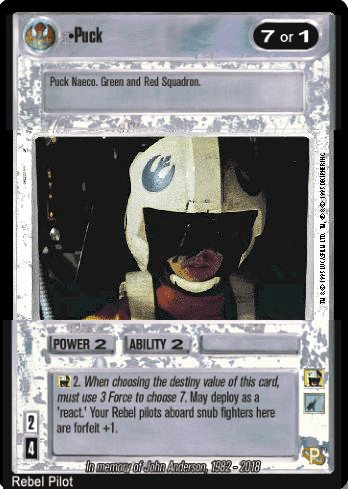 •Puck
7 or 1
Puck Naeco. Green and Red Squadron.
POWER 2
ABILITY 2
2. When choosing the destiny value of this card,
must use 3 Force to choose 7. May deploy as a
'react.' Your Rebel pilots aboard snub fighters here
are forfeit +1.
2
4
P
In memory of John Anderson, 1982 - 2018
Rebel Pilot